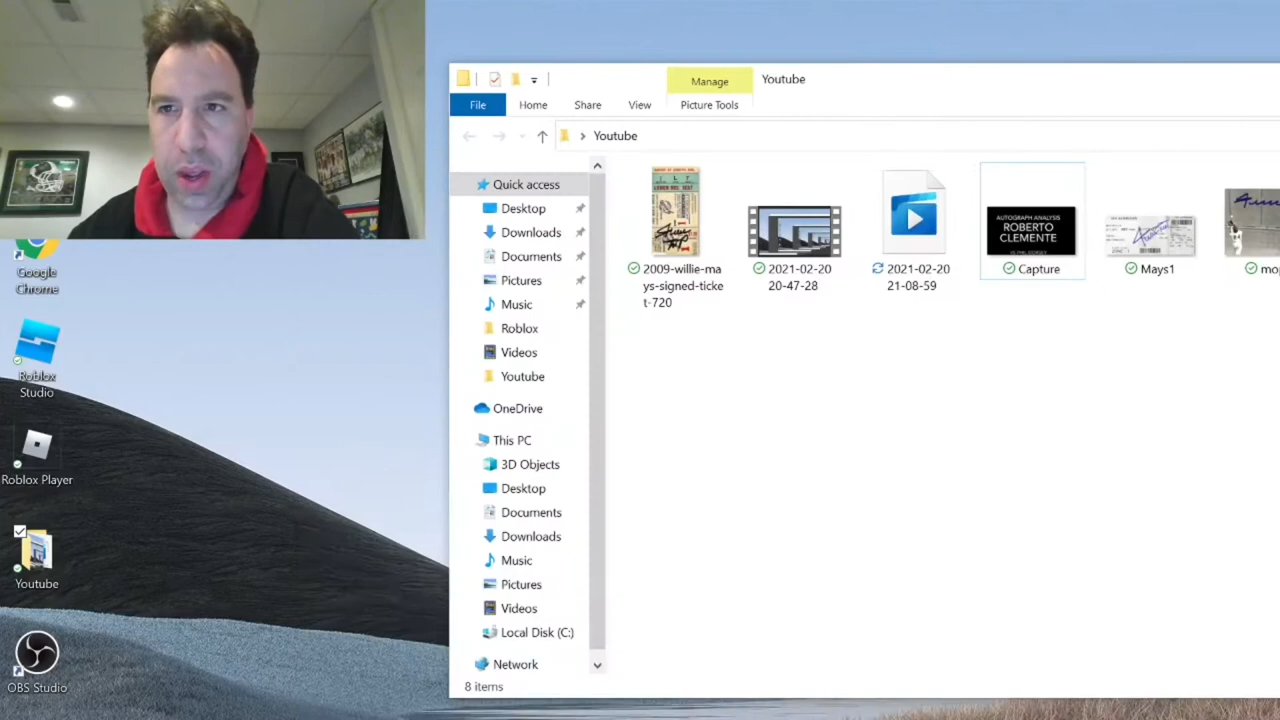 Manage
Youtube
File
Home
Share
View
Picture Tools
Youtube
Quick access
Desktop
Downloads
Documents
Pictures
Music
Roblox
Videos
Youtube
OneDrive
This PC
3D Objects
Desktop
Documents
Downloads
Music
Pictures
Videos
Local Disk (C:)
Network
8 items
2009-willie-ma
ys-signed-ticke
t-720
2021-02-20
20-47-28
2021-02-20
21-08-59
AUTOGRAPH ANALYSIS
ROBERTO
CLEMENTE
Capture
Mays1
Google
Chrome
Roblox
Studio
Roblox Player
Youtube
OBS Studio